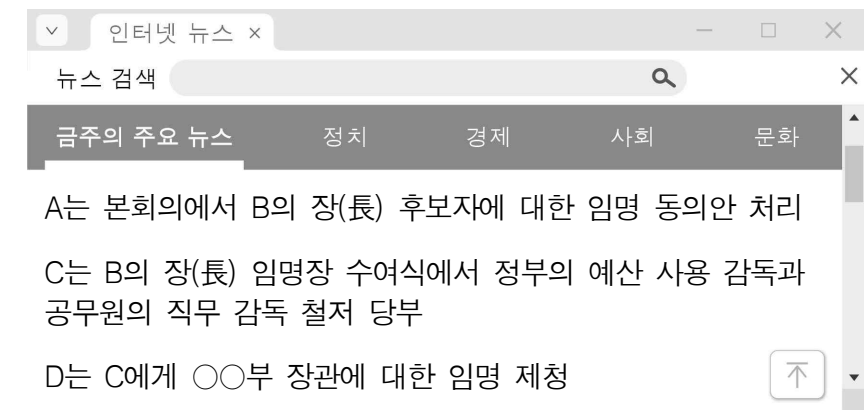 인터넷 뉴스 ×
뉴스 검색
금주의 주요 뉴스 정치 경제 사회 문화
A는 본회의에서 B의 장(長) 후보자에 대한 임명 동의안 처리
C는 B의 장(長) 임명장 수여식에서 정부의 예산 사용 감독과
공무원의 직무 감독 철저 당부
D는 C에게 ○○부 장관에 대한 임명 제청